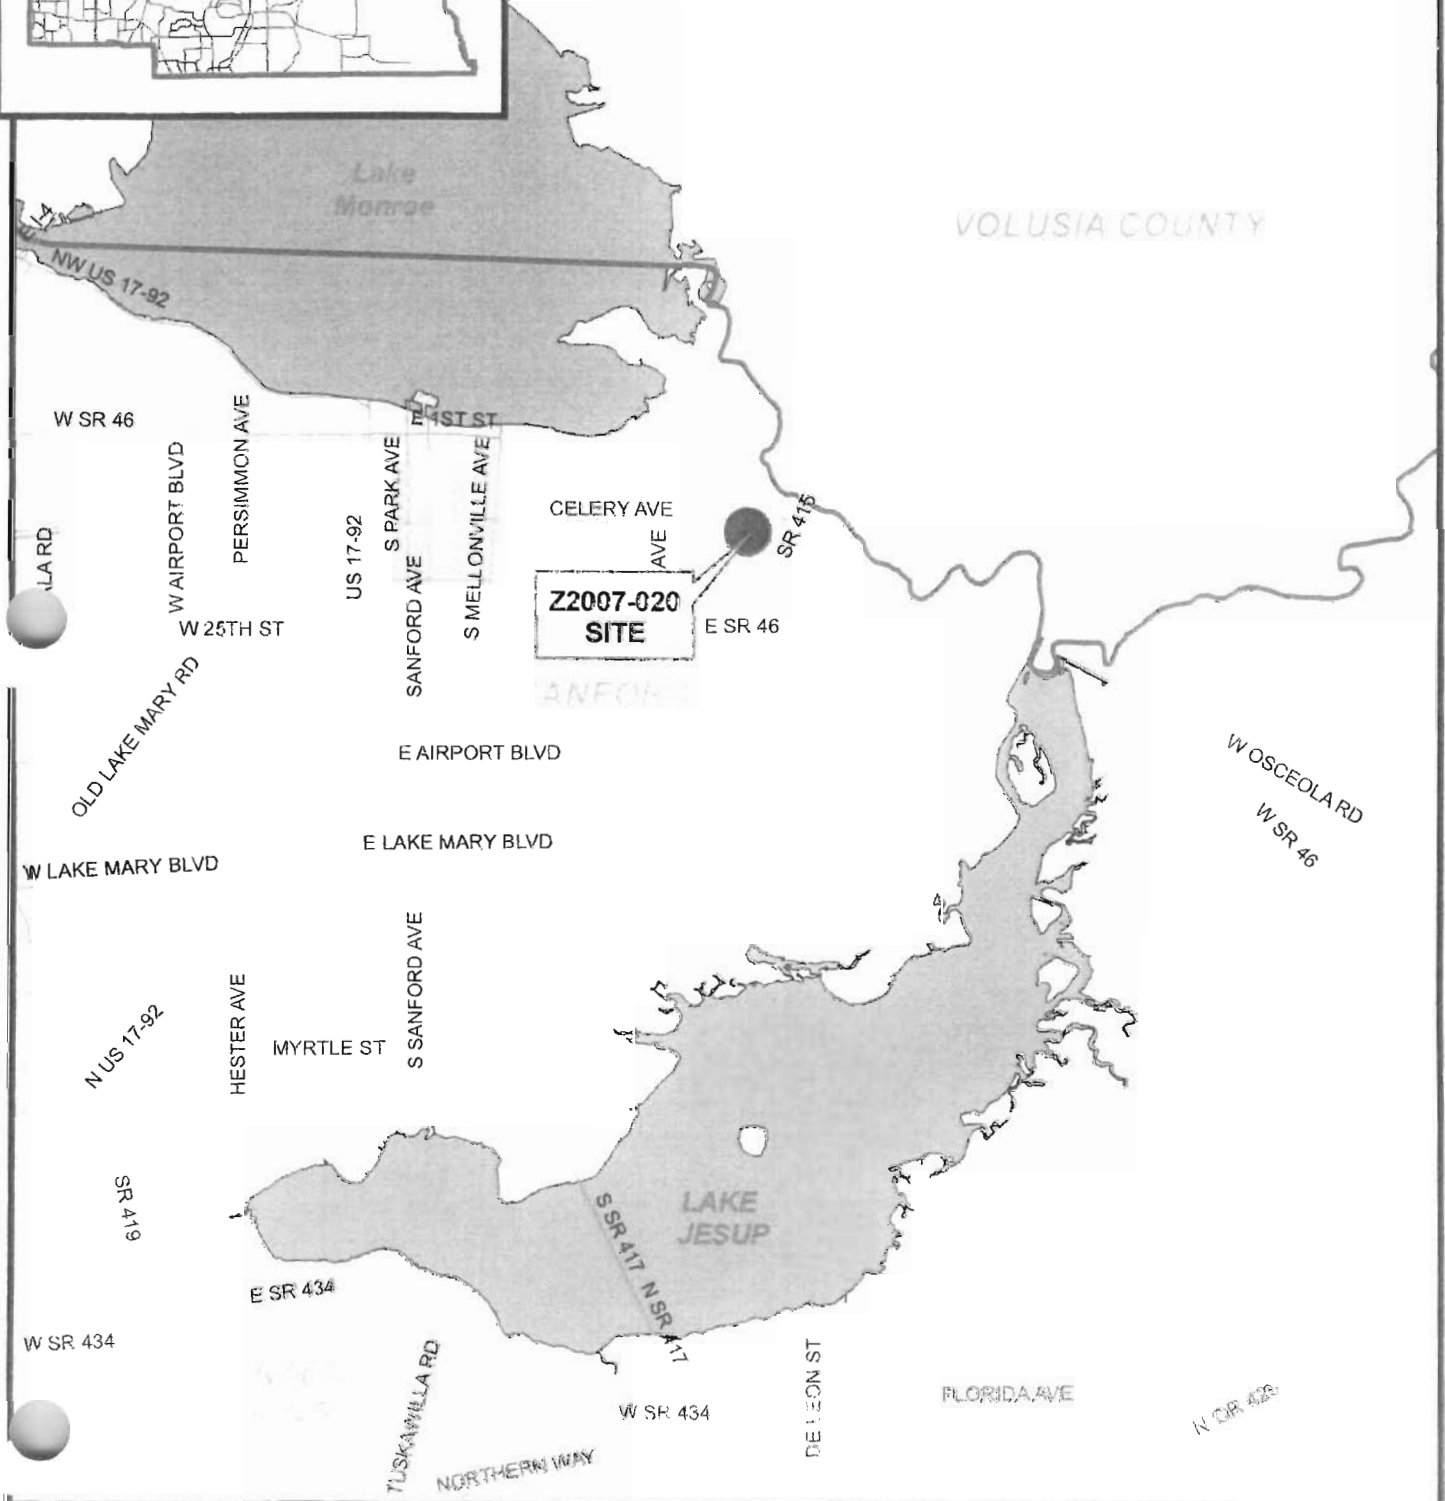 Lake
Monroe
VOLUSIA COUNTY
I-4
NW US 17-92
W SR 46
E 1ST ST
PERSIMMON AVE
W AIRPORT BLVD
S PARK AVE
S MELLONVILLE AVE
US 17-92
CELERY AVE
AVE
SR 415
Z2007-020
SITE
E SR 46
W 25TH ST
SANFORD AVE
OLD LAKE MARY RD
E AIRPORT BLVD
W OSCEOLA RD
W SR 46
E LAKE MARY BLVD
W LAKE MARY BLVD
S SANFORD AVE
HESTER AVE
N US 17-92
MYRTLE ST
SR 419
LAKE
JESUP
S SR 417
N SR 417
E SR 434
W SR 434
TUSKAWILLA RD
W SR 434
DE LEON ST
FLORIDA AVE
NORTHERN WAY